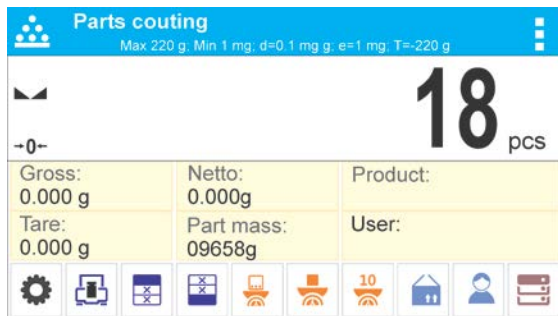 Parts couting
Max 220 g; Min 1 mg; d=0.1 mg g; e=1 mg; T=-220 g
18 pcs
→0←
Gross: Netto: Product:
0.000 g 0.000g
Tare: Part mass: User:
0.000 g 09658g
10